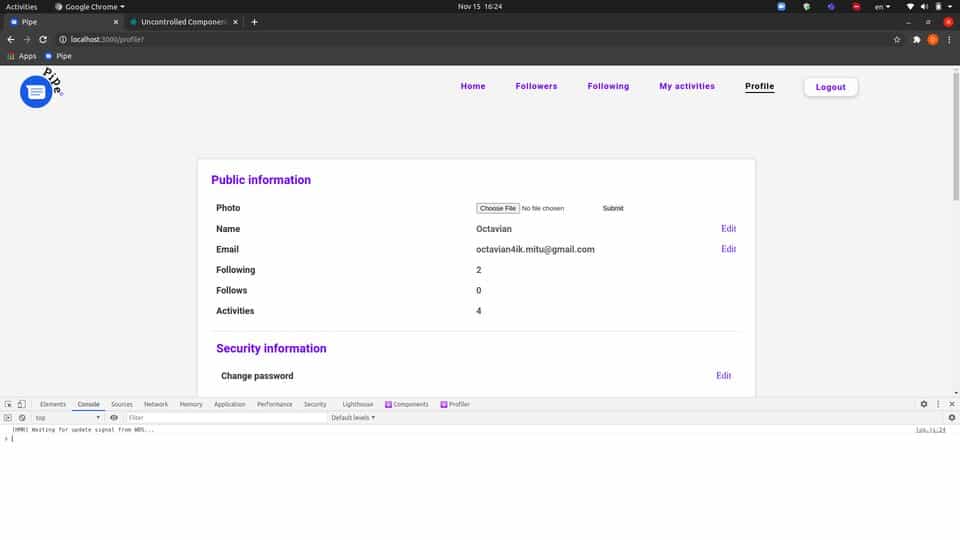 Activities Google Chrome Nov 15 16:24 en
Pipe Uncontrolled Componen
localhost:3000/profile?
Apps Pipe
Pipe
Home Followers Following My activities Profile Logout
Public information
Photo Choose File No file chosen Submit
Name Octavian Edit
Email octavian4ik.mitu@gmail.com Edit
Following 2
Follows 0
Activities 4
Security information
Change password Edit
Elements Console Sources Network Memory Application Performance Security Lighthouse Components Profiler
top Filter Default levels
[HMR] Waiting for update signal from WDS... log.js:24